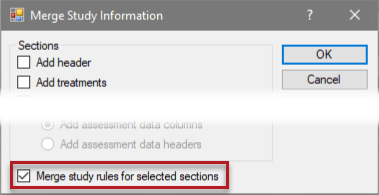 Merge Study Information
Sections
Add header
Add treatments
OK
Cancel
Add assessment data columns
Add assessment data headers
Merge study rules for selected sections